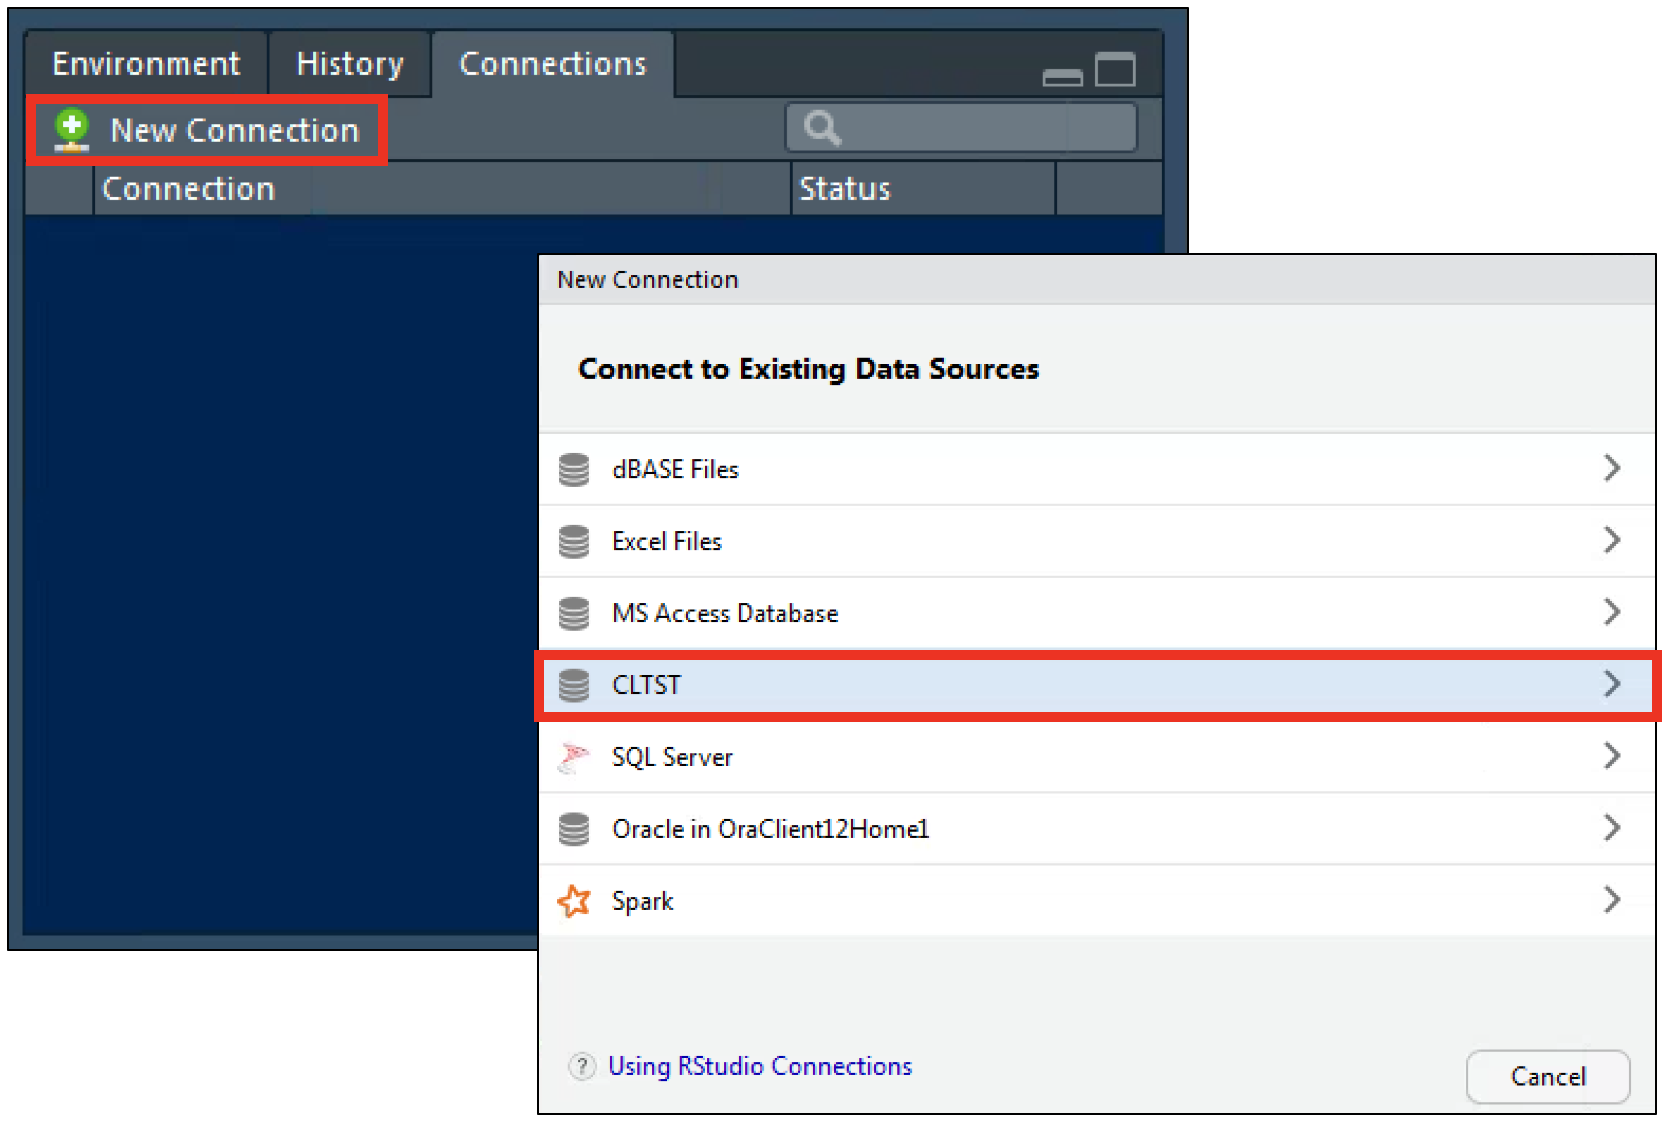 Environment History Connections
New Connection
Connection Status
New Connection
Connect to Existing Data Sources
dBASE Files
Excel Files
MS Access Database
CLTST
SQL Server
Oracle in OraClient12Home1
Spark
? Using RStudio Connections
Cancel